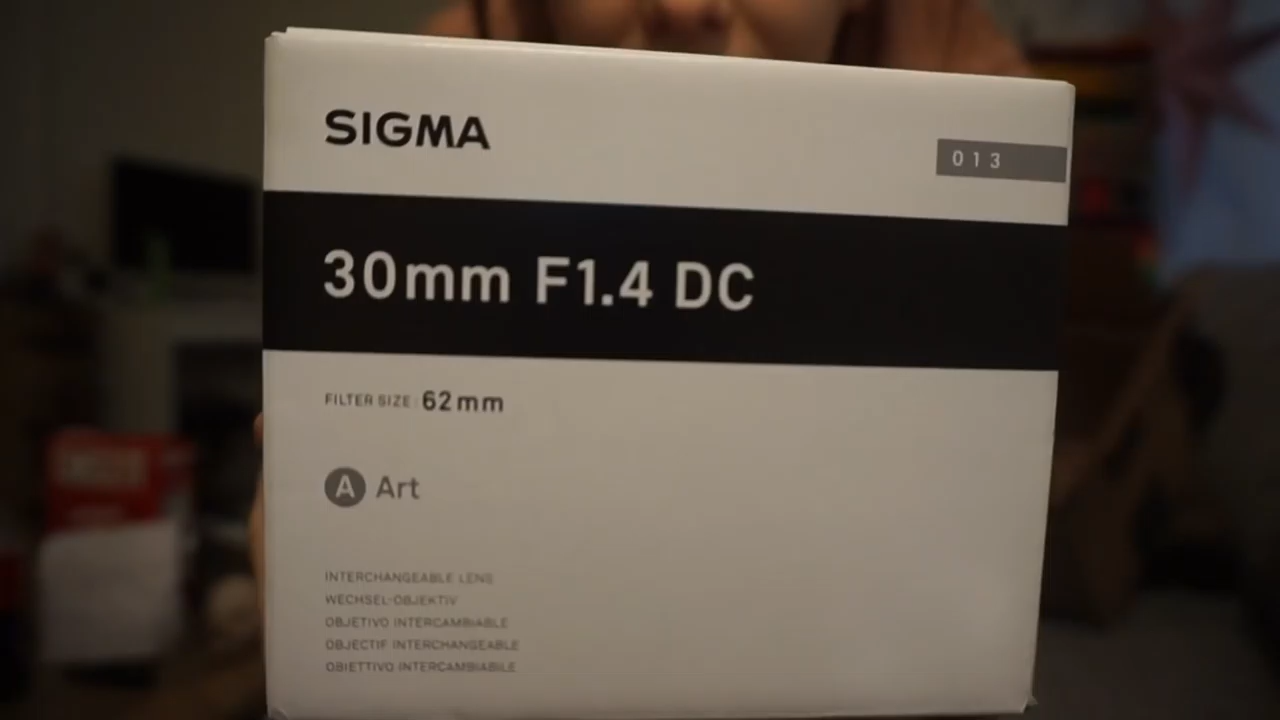 SIGMA
013
30mm F1.4 DC
FILTER SIZE : 62mm
A Art
INTERCHANGEABLE LENS
WECHSEL-OBJEKTIV
OBJETIVO INTERCAMBIABLE
OBJECTIF INTERCHANGEABLE
OBIETTIVO INTERCAMBIABILE